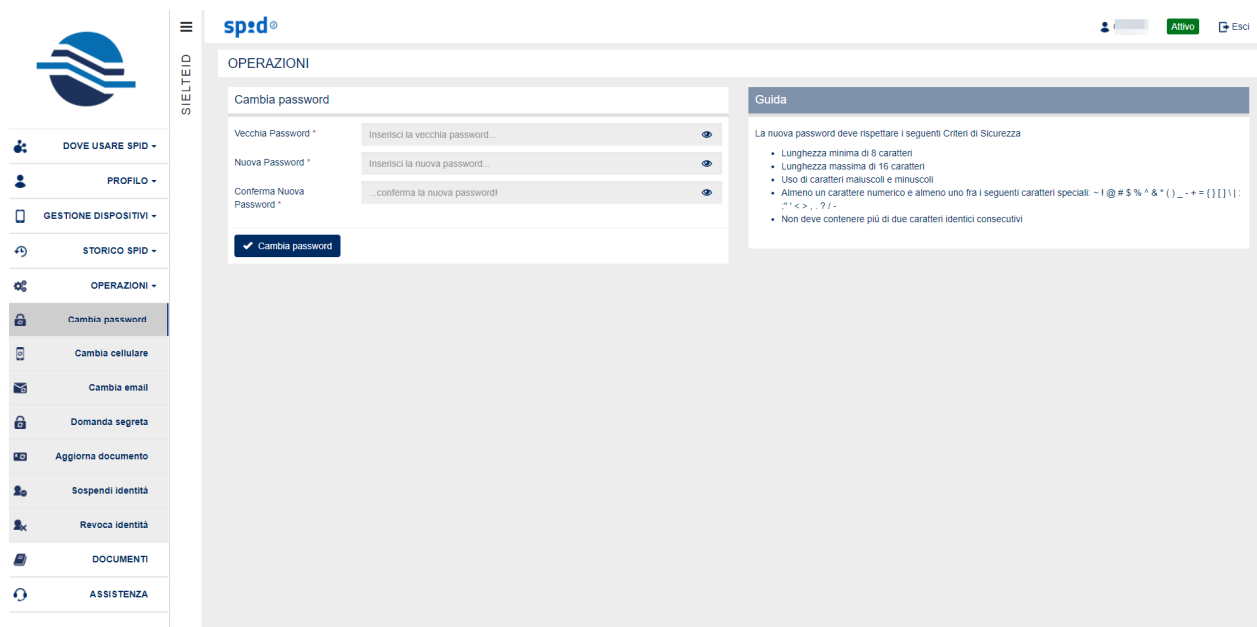 SIELTEID
spid
Attivo
Esci
DOVE USARE SPID
PROFILO
GESTIONE DISPOSITIVI
STORICO SPID
OPERAZIONI
Cambia password
Cambia cellulare
Cambia email
Domanda segreta
Aggiorna documento
Sospendi identità
Revoca identità
DOCUMENTI
ASSISTENZA
OPERAZIONI
Cambia password
Vecchia Password *
Inserisci la vecchia password...
Nuova Password *
Inserisci la nuova password...
Conferma Nuova
Password *
...conferma la nuova password!
Cambia password
Guida
La nuova password deve rispettare i seguenti Criteri di Sicurezza
• Lunghezza minima di 8 caratteri
• Lunghezza massima di 16 caratteri
• Uso di caratteri maiuscoli e minuscoli
• Almeno un carattere numerico e almeno uno fra i seguenti caratteri speciali: ~ ! @ # $ % ^ & * ( ) _ - + = { } [ ] \ | :
;" ' < > , . ? / -
• Non deve contenere più di due caratteri identici consecutivi